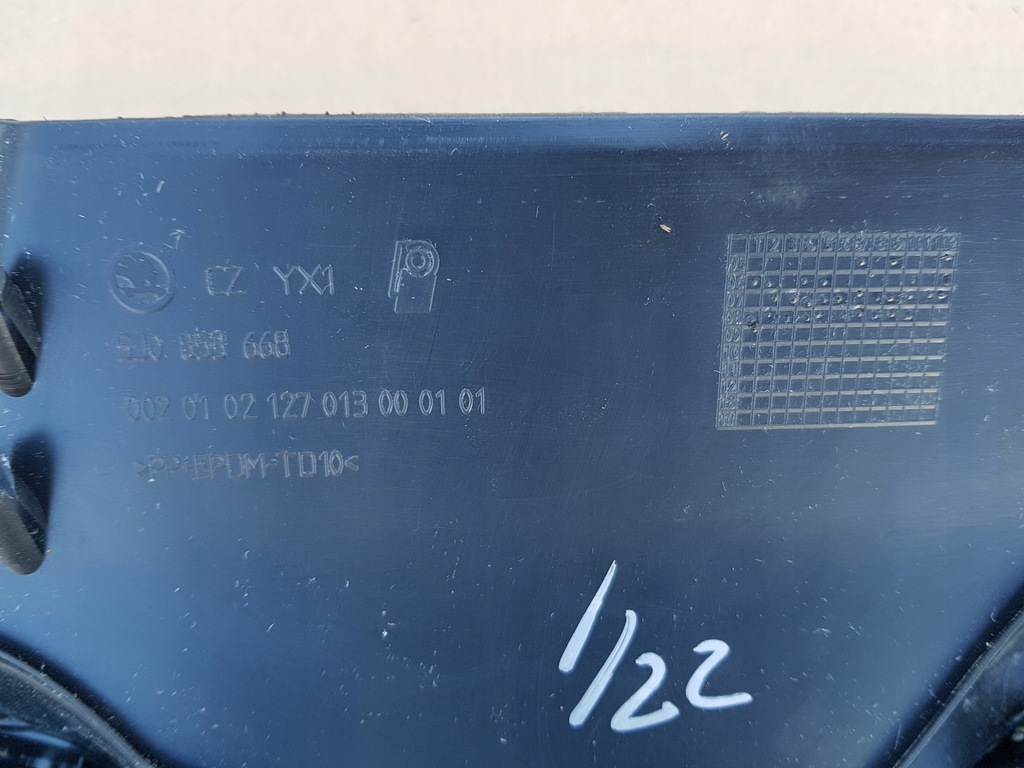 CZ YX1
5J0 858 668
002 01 02 127 013 00 01 01
>PP+EPDM-TD10<
1/22